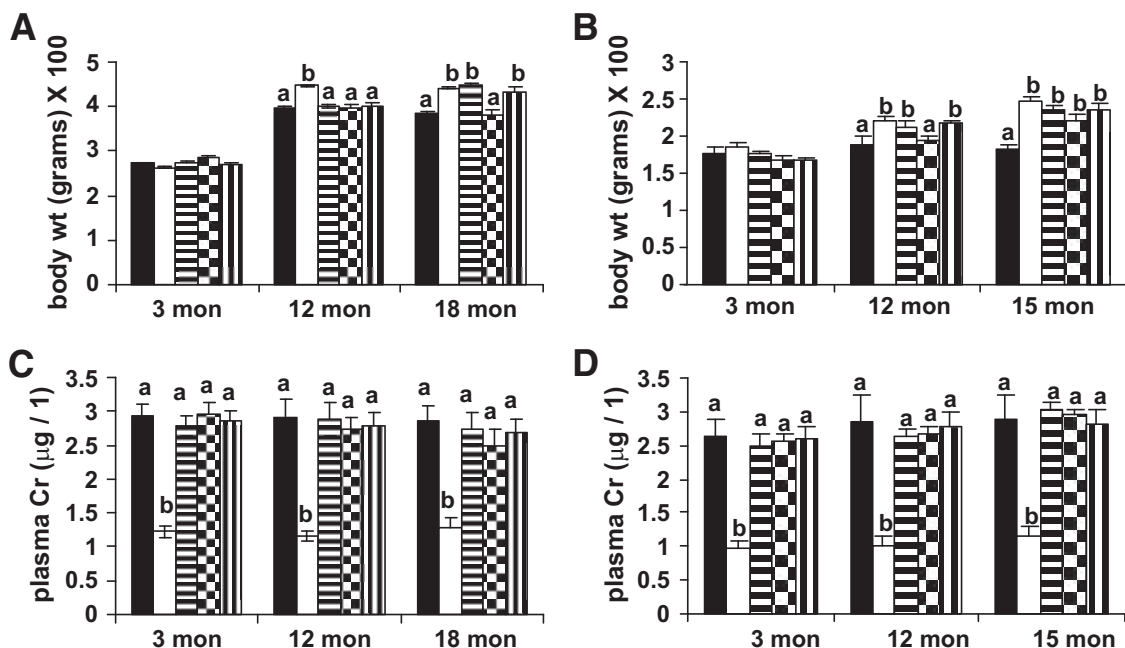 A
body wt (grams) X 100
5
4
3
2
1
0
a b a a a
a b b a b
3 mon 12 mon 18 mon
B
body wt (grams) X 100
3
2.5
2
1.5
1
0.5
0
a b b a b
a b b b b
3 mon 12 mon 15 mon
C
plasma Cr (µg / 1)
3.5
3
2.5
2
1.5
1
0.5
0
a b a a a
a b a a a
a b a a a
3 mon 12 mon 18 mon
D
plasma Cr (µg / 1)
3.5
3
2.5
2
1.5
1
0.5
0
a b a a a
a b a a a
a b a a a
3 mon 12 mon 15 mon